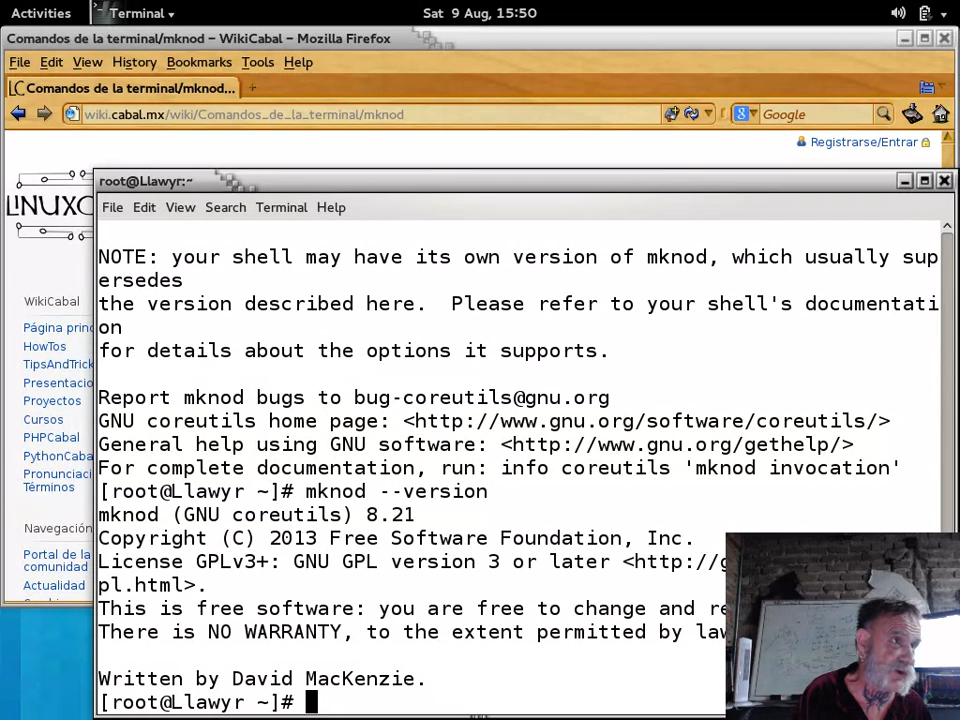 Activities
Terminal
Sat 9 Aug, 15:50
Comandos de la terminal/mknod – WikiCabal – Mozilla Firefox
File Edit View History Bookmarks Tools Help
Comandos de la terminal/mknod...
wiki.cabal.mx/wiki/Comandos_de_la_terminal/mknod
Google
Registrarse/Entrar
root@Llawyr:~
File Edit View Search Terminal Help
NOTE: your shell may have its own version of mknod, which usually sup
ersedes
the version described here.  Please refer to your shell's documentati
on
for details about the options it supports.
Report mknod bugs to bug-coreutils@gnu.org
GNU coreutils home page: <http://www.gnu.org/software/coreutils/>
General help using GNU software: <http://www.gnu.org/gethelp/>
For complete documentation, run: info coreutils 'mknod invocation'
[root@Llawyr ~]# mknod --version
mknod (GNU coreutils) 8.21
Copyright (C) 2013 Free Software Foundation, Inc.
License GPLv3+: GNU GPL version 3 or later <http://g
pl.html>.
This is free software: you are free to change and re
There is NO WARRANTY, to the extent permitted by law
Written by David MacKenzie.
[root@Llawyr ~]#
LINUXC
WikiCabal
Página princ
HowTos
TipsAndTrick
Presentacio
Proyectos
Cursos
PHPCabal
PythonCaba
Pronunciaci
Términos
Navegación
Portal de la
comunidad
Actualidad